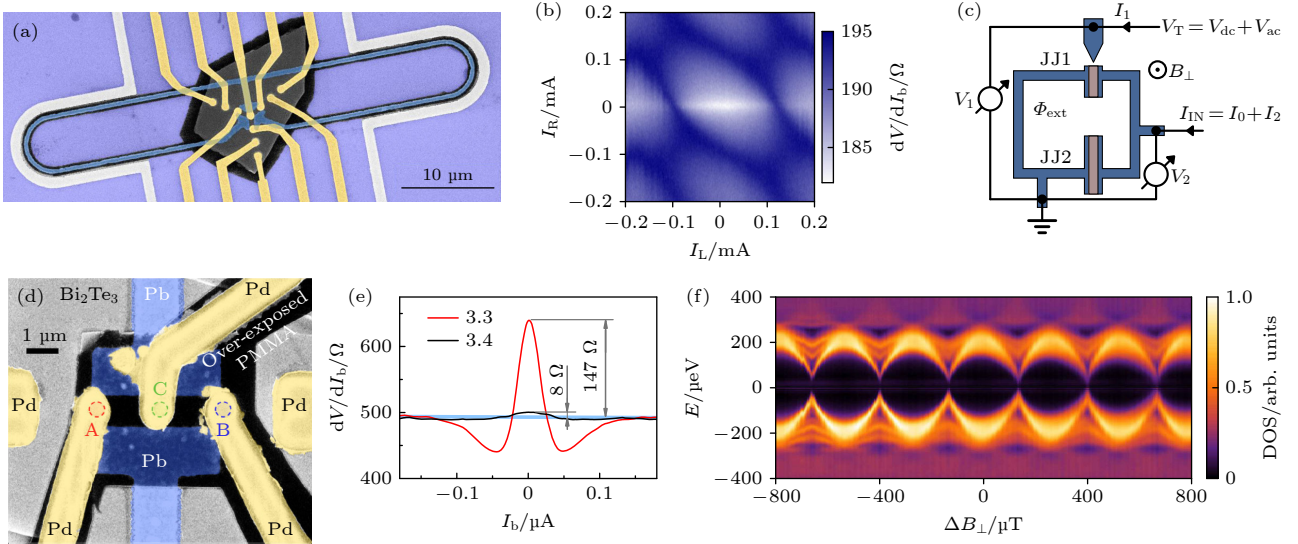 (a)
10 µm
(b)
0.2
0.1
0
−0.1
0.2
I_R/mA
−0.2
−0.1
0
0.1
0.2
I_L/mA
195
190
185
dV/dI_b/Ω
(c)
I_1
V_T = V_dc + V_ac
JJ1
B_⊥
V_1
Φ_ext
I_IN = I_0 + I_2
JJ2
V_2
(d)
Bi₂Te₃
Pb
Pd
1 µm
Over-exposed
PMMA
C
Pd
A
B
Pd
Pb
Pd
Pd
(e)
3.3
3.4
600
500
400
8 Ω
147 Ω
dV/dI_b/Ω
−0.1
0
0.1
I_b/µA
(f)
400
200
0
−200
−400
E/µeV
−800
−400
0
400
800
ΔB_⊥/µT
1.0
0.5
0
DOS/arb. units